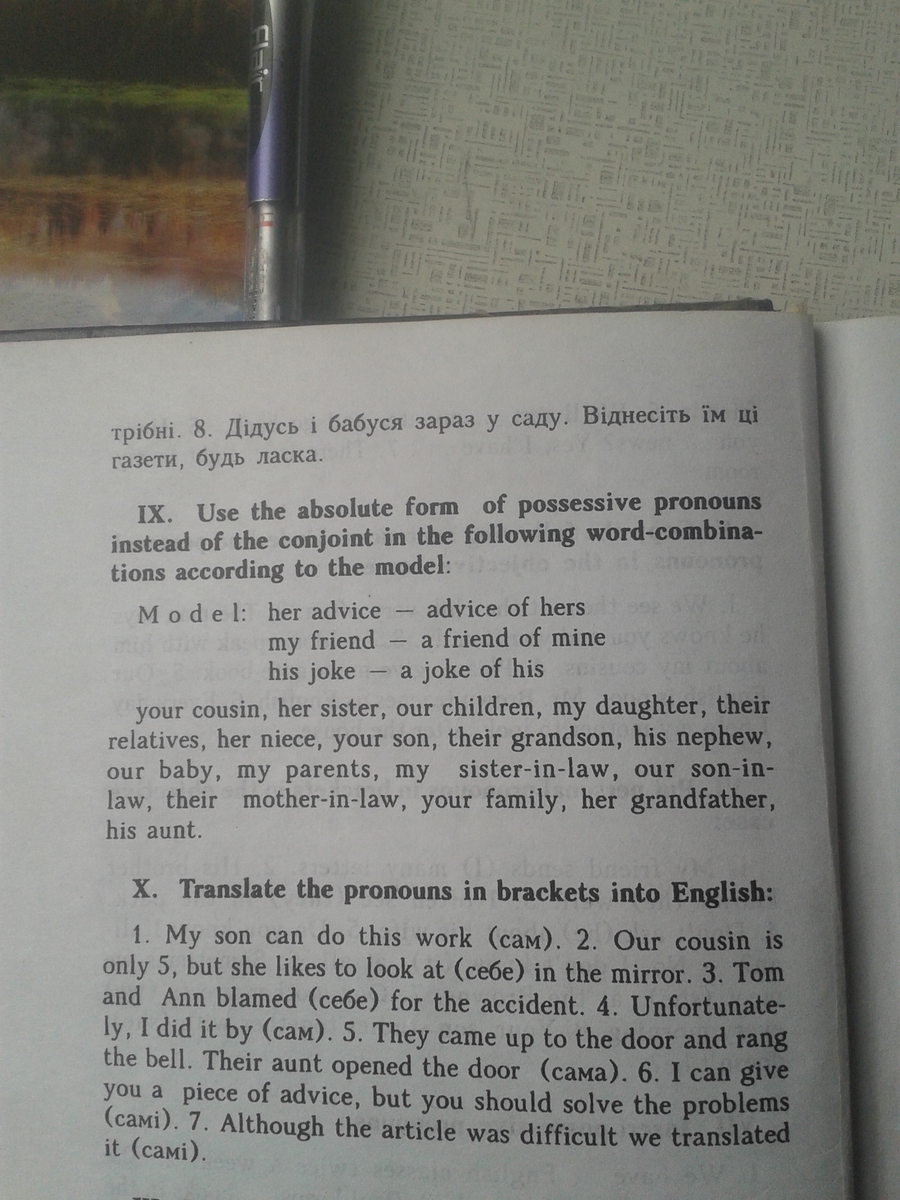 трібні. 8. Дідусь і бабуся зараз у саду. Віднесіть їм ці
газети, будь ласка.
IX. Use the absolute form of possessive pronouns
instead of the conjoint in the following word-combina-
tions according to the model:
Model: her advice — advice of hers
my friend — a friend of mine
his joke — a joke of his
your cousin, her sister, our children, my daughter, their
relatives, her niece, your son, their grandson, his nephew,
our baby, my parents, my sister-in-law, our son-in-
law, their mother-in-law, your family, her grandfather,
his aunt.
X. Translate the pronouns in brackets into English:
1. My son can do this work (сам). 2. Our cousin is
only 5, but she likes to look at (себе) in the mirror. 3. Tom
and Ann blamed (себе) for the accident. 4. Unfortunate-
ly, I did it by (сам). 5. They came up to the door and rang
the bell. Their aunt opened the door (сама). 6. I can give
you a piece of advice, but you should solve the problems
(самі). 7. Although the article was difficult we translated
it (самі).